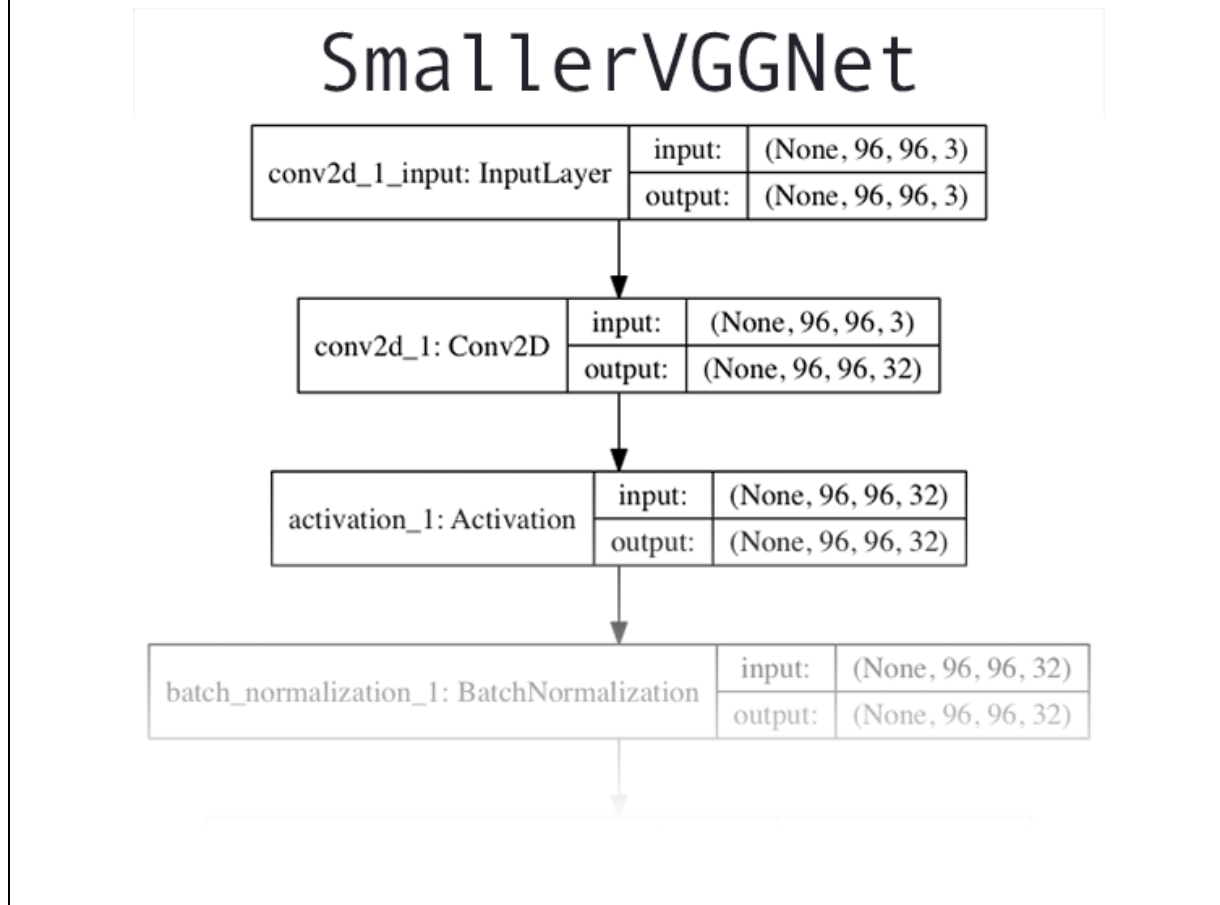 SmallerVGGNet
conv2d_1_input: InputLayer
input: (None, 96, 96, 3)
output: (None, 96, 96, 3)
conv2d_1: Conv2D
input: (None, 96, 96, 3)
output: (None, 96, 96, 32)
activation_1: Activation
input: (None, 96, 96, 32)
output: (None, 96, 96, 32)
batch_normalization_1: BatchNormalization
input: (None, 96, 96, 32)
output: (None, 96, 96, 32)